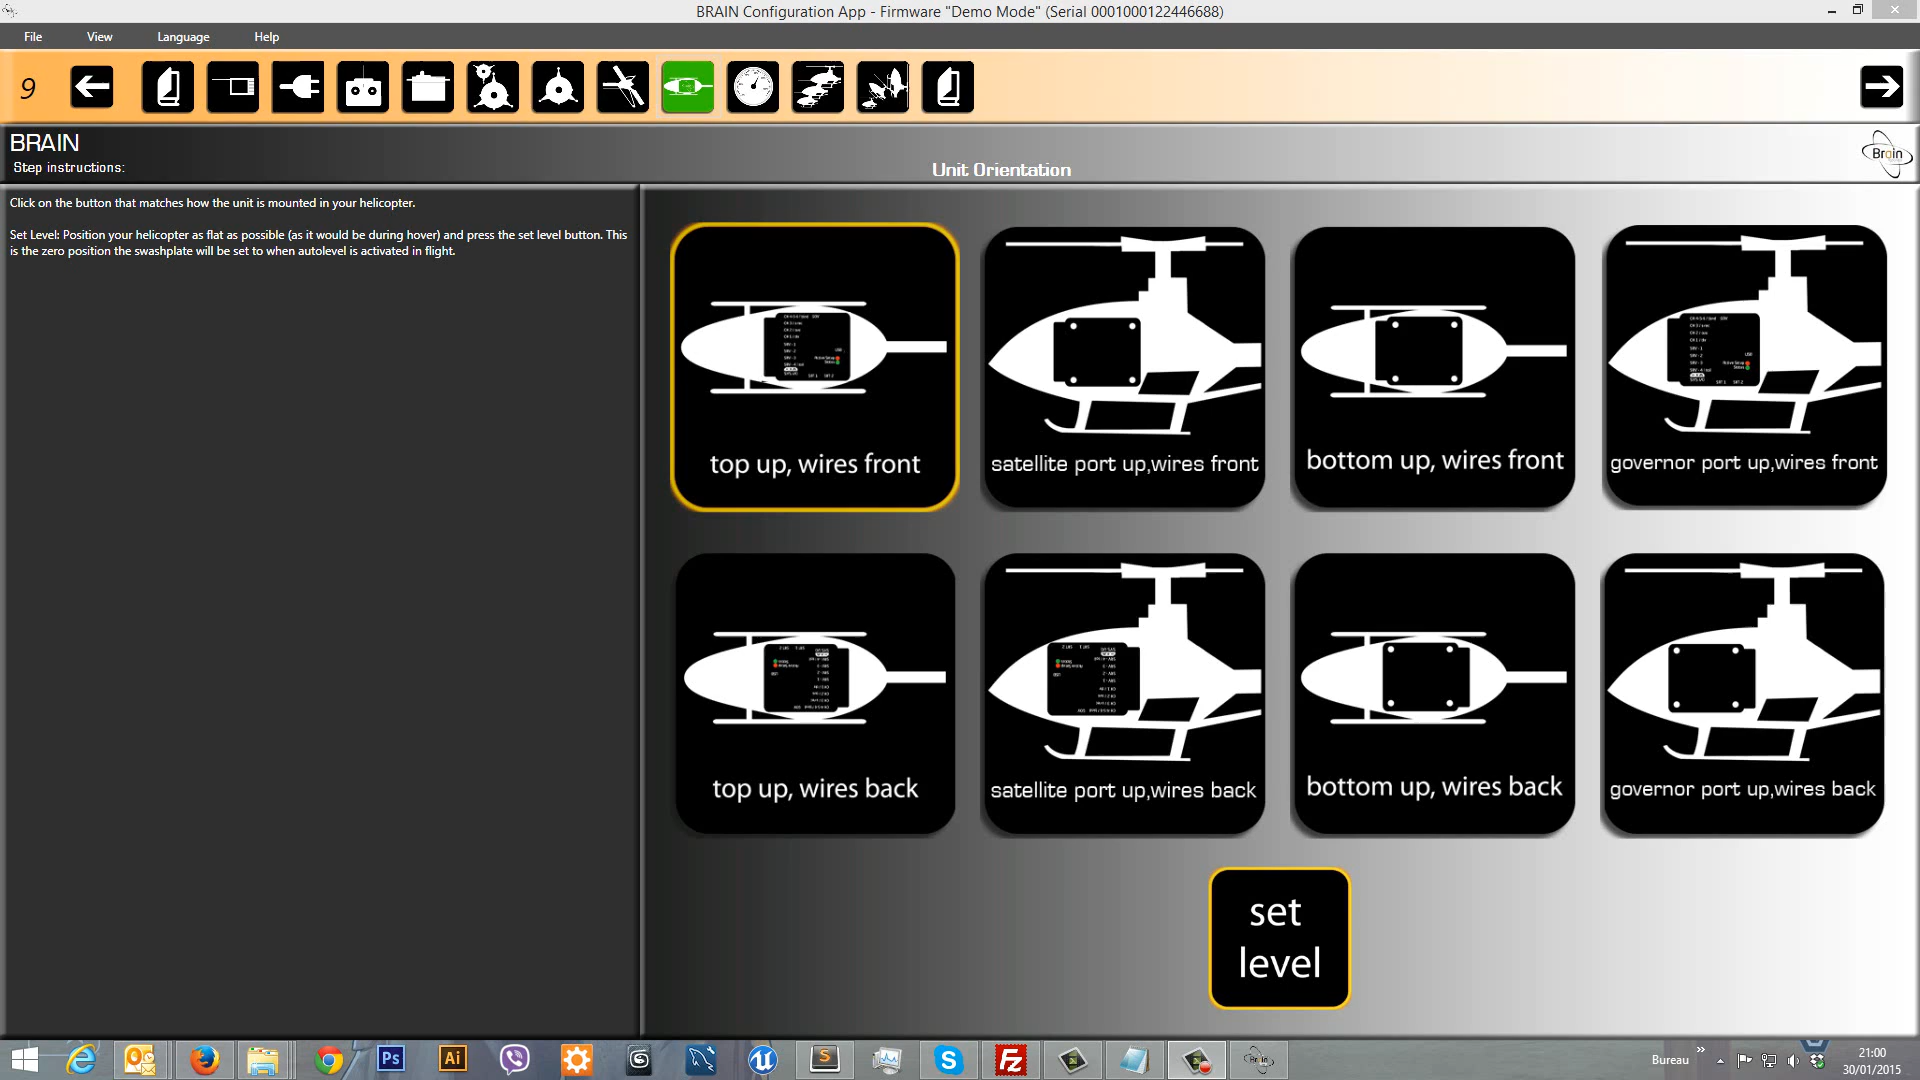 BRAIN Configuration App - Firmware "Demo Mode" (Serial 0001000122446688)
File View Language Help
9
BRAIN
Step instructions:
Unit Orientation
Brain
Click on the button that matches how the unit is mounted in your helicopter.
Set Level: Position your helicopter as flat as possible (as it would be during hover) and press the set level button. This
is the zero position the swashplate will be set to when autolevel is activated in flight.
top up, wires front
satellite port up,wires front
bottom up, wires front
governor port up,wires front
top up, wires back
satellite port up,wires back
bottom up, wires back
governor port up,wires back
set
level
Ps
Ai
Bureau
21:00
30/01/2015